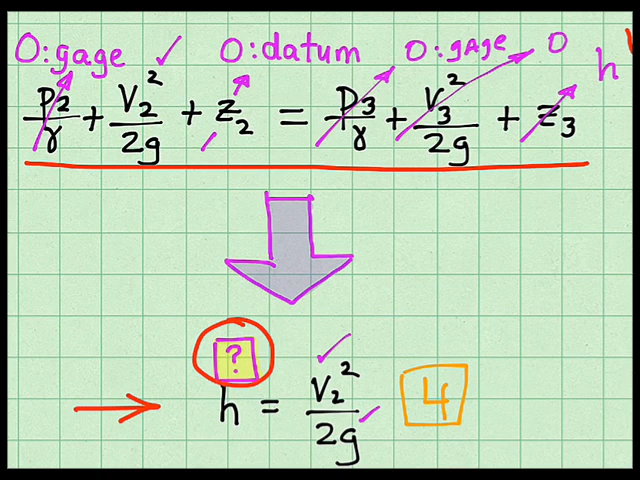 0:gage ✓ 0:datum 0:gage 0 h
P₂/γ + V₂²/2g + z₂ = P₃/γ + V₃²/2g + z₃
?
h = V₂²/2g ✓ ✓ 4